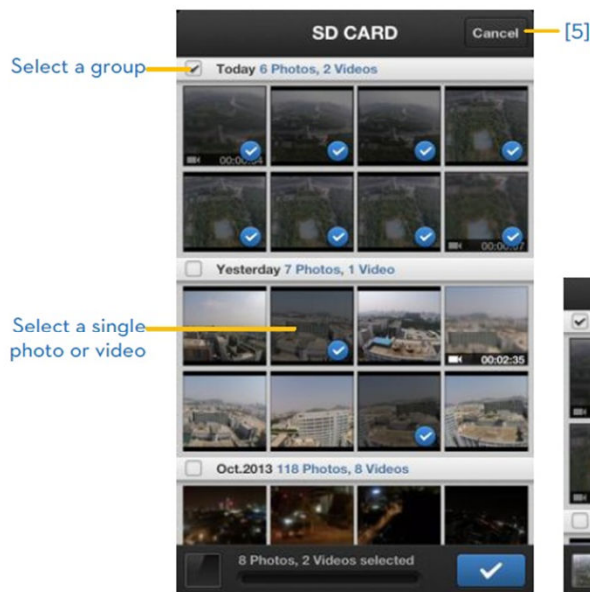 SD CARD
Cancel
[5]
Select a group
Today 6 Photos, 2 Videos
Yesterday 7 Photos, 1 Video
Select a single
photo or video
00:02:35
Oct.2013 118 Photos, 8 Videos
8 Photos, 2 Videos selected